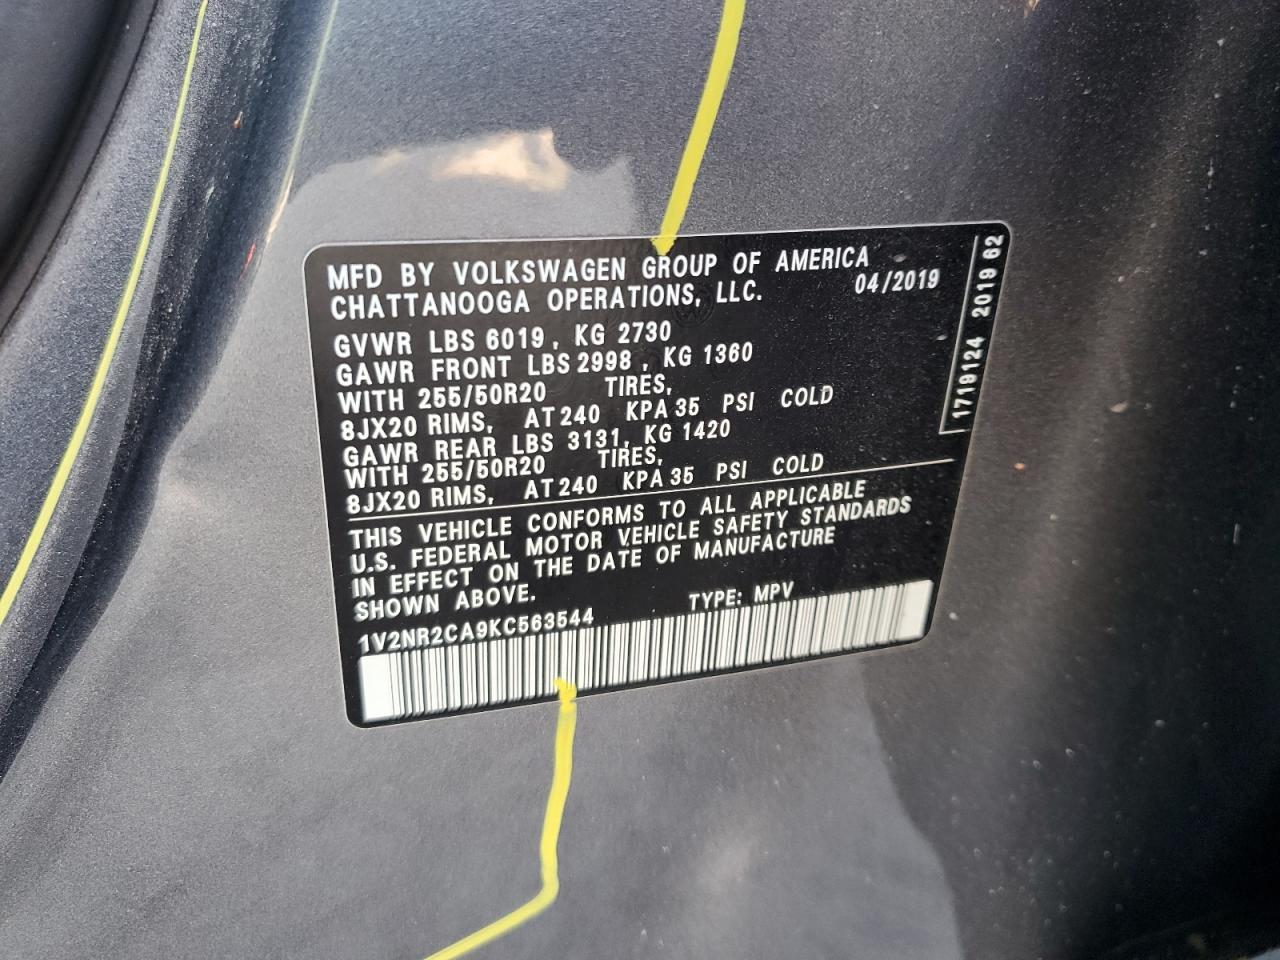 MFD BY VOLKSWAGEN GROUP OF AMERICA
CHATTANOOGA OPERATIONS, LLC. 04/2019
GVWR LBS 6019, KG 2730
GAWR FRONT LBS 2998, KG 1360
WITH 255/50R20 TIRES,
8JX20 RIMS, AT 240 KPA 35 PSI COLD
GAWR REAR LBS 3131, KG 1420
WITH 255/50R20 TIRES,
8JX20 RIMS, AT 240 KPA 35 PSI COLD
THIS VEHICLE CONFORMS TO ALL APPLICABLE
U.S. FEDERAL MOTOR VEHICLE SAFETY STANDARDS
IN EFFECT ON THE DATE OF MANUFACTURE
SHOWN ABOVE.
1V2NR2CA9KC563544 TYPE: MPV
1719124 2019 62